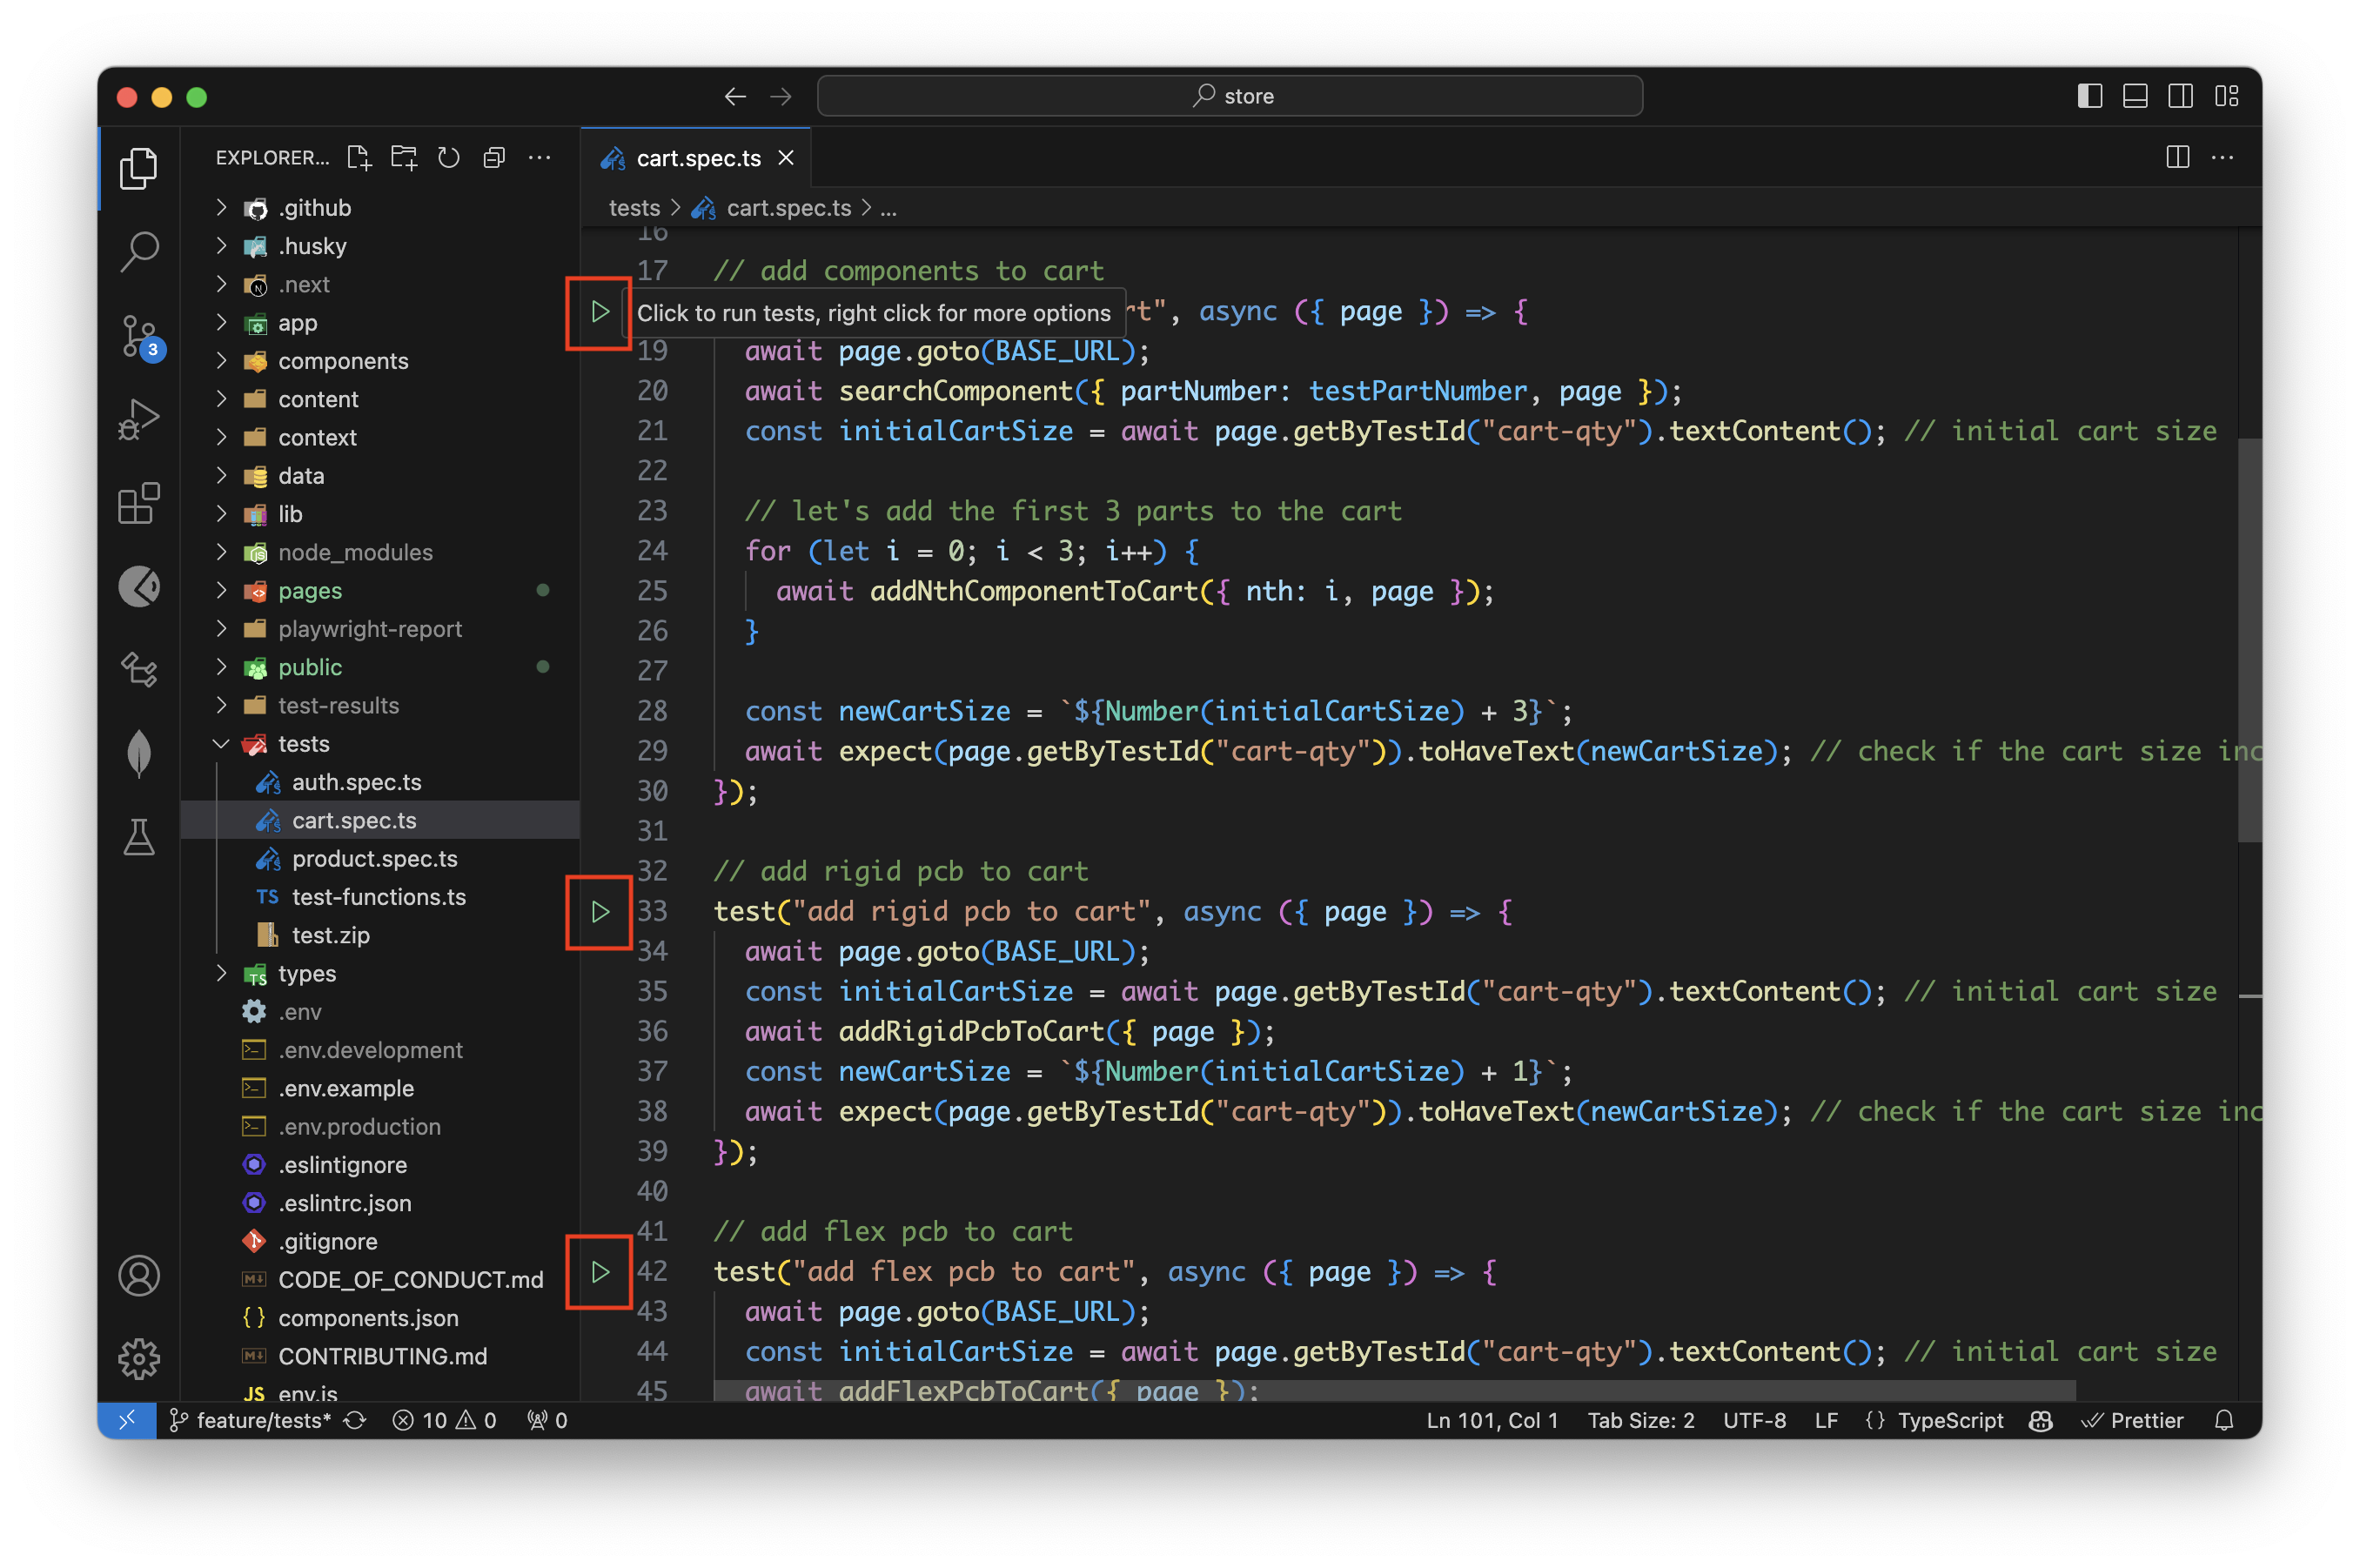 store
EXPLORER...
cart.spec.ts
tests > cart.spec.ts > ...
.github
.husky
.next
app
components
content
context
data
lib
node_modules
pages
playwright-report
public
test-results
tests
auth.spec.ts
cart.spec.ts
product.spec.ts
TS test-functions.ts
test.zip
types
.env
.env.development
.env.example
.env.production
.eslintignore
.eslintrc.json
.gitignore
CODE_OF_CONDUCT.md
{ } components.json
CONTRIBUTING.md
JS env.js
3
16
17 // add components to cart
Click to run tests, right click for more options rt", async ({ page }) => {
19 await page.goto(BASE_URL);
20 await searchComponent({ partNumber: testPartNumber, page });
21 const initialCartSize = await page.getByTestId("cart-qty").textContent(); // initial cart size
22
23 // let's add the first 3 parts to the cart
24 for (let i = 0; i < 3; i++) {
25 await addNthComponentToCart({ nth: i, page });
26 }
27
28 const newCartSize = `${Number(initialCartSize) + 3}`;
29 await expect(page.getByTestId("cart-qty")).toHaveText(newCartSize); // check if the cart size inc
30 });
31
32 // add rigid pcb to cart
33 test("add rigid pcb to cart", async ({ page }) => {
34 await page.goto(BASE_URL);
35 const initialCartSize = await page.getByTestId("cart-qty").textContent(); // initial cart size
36 await addRigidPcbToCart({ page });
37 const newCartSize = `${Number(initialCartSize) + 1}`;
38 await expect(page.getByTestId("cart-qty")).toHaveText(newCartSize); // check if the cart size inc
39 });
40
41 // add flex pcb to cart
42 test("add flex pcb to cart", async ({ page }) => {
43 await page.goto(BASE_URL);
44 const initialCartSize = await page.getByTestId("cart-qty").textContent(); // initial cart size
45 await addFlexPcbToCart({ page });
feature/tests* 10 0 0 Ln 101, Col 1 Tab Size: 2 UTF-8 LF {} TypeScript Prettier